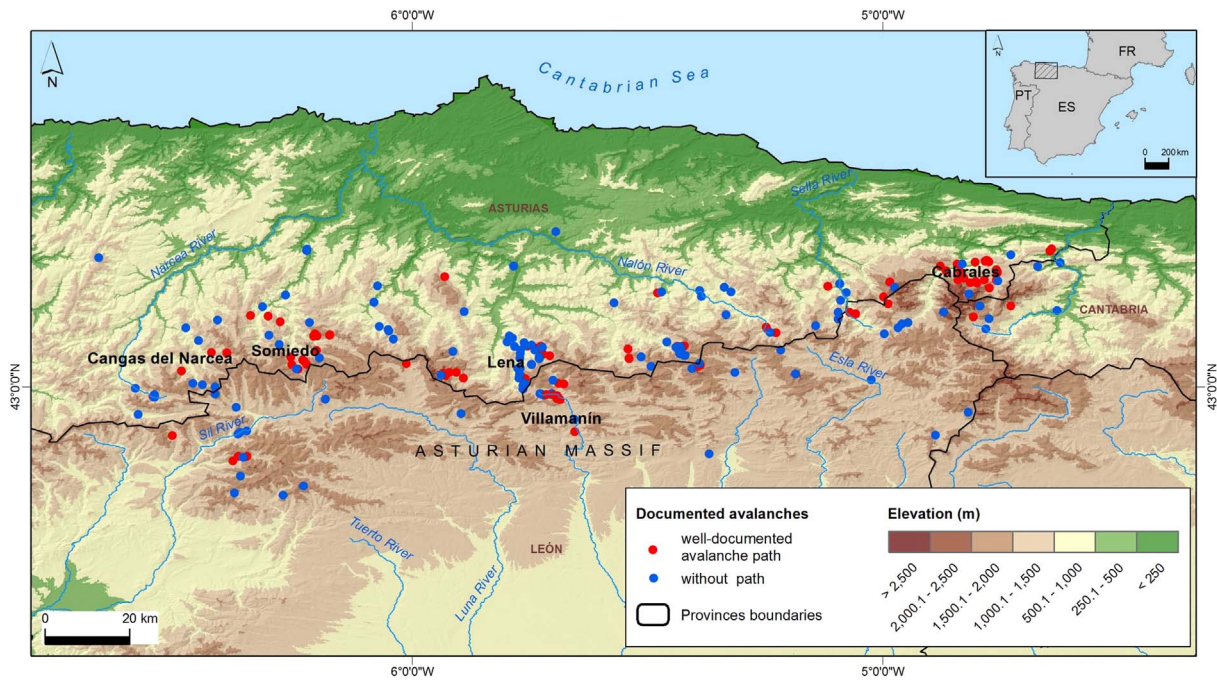 6°0'0"W
5°0'0"W
N
Cantabrian Sea
N
FR
PT
ES
0 200 km
Sella River
ASTURIAS
Narcea River
Nalón River
Cabrales
CANTABRIA
Cangas del Narcea
Somiedo
Lena
Esla River
43°0'0"N
43°0'0"N
Villamanín
Sil River
ASTURIAN MASSIF
Tuerto River
LEÓN
Luna River
Documented avalanches
well-documented
avalanche path
without path
Provinces boundaries
Elevation (m)
> 2,500
2,000.1 - 2,500
1,500.1 - 2,000
1,000.1 - 1,500
500.1 - 1,000
250.1 - 500
< 250
0 20 km
6°0'0"W
5°0'0"W